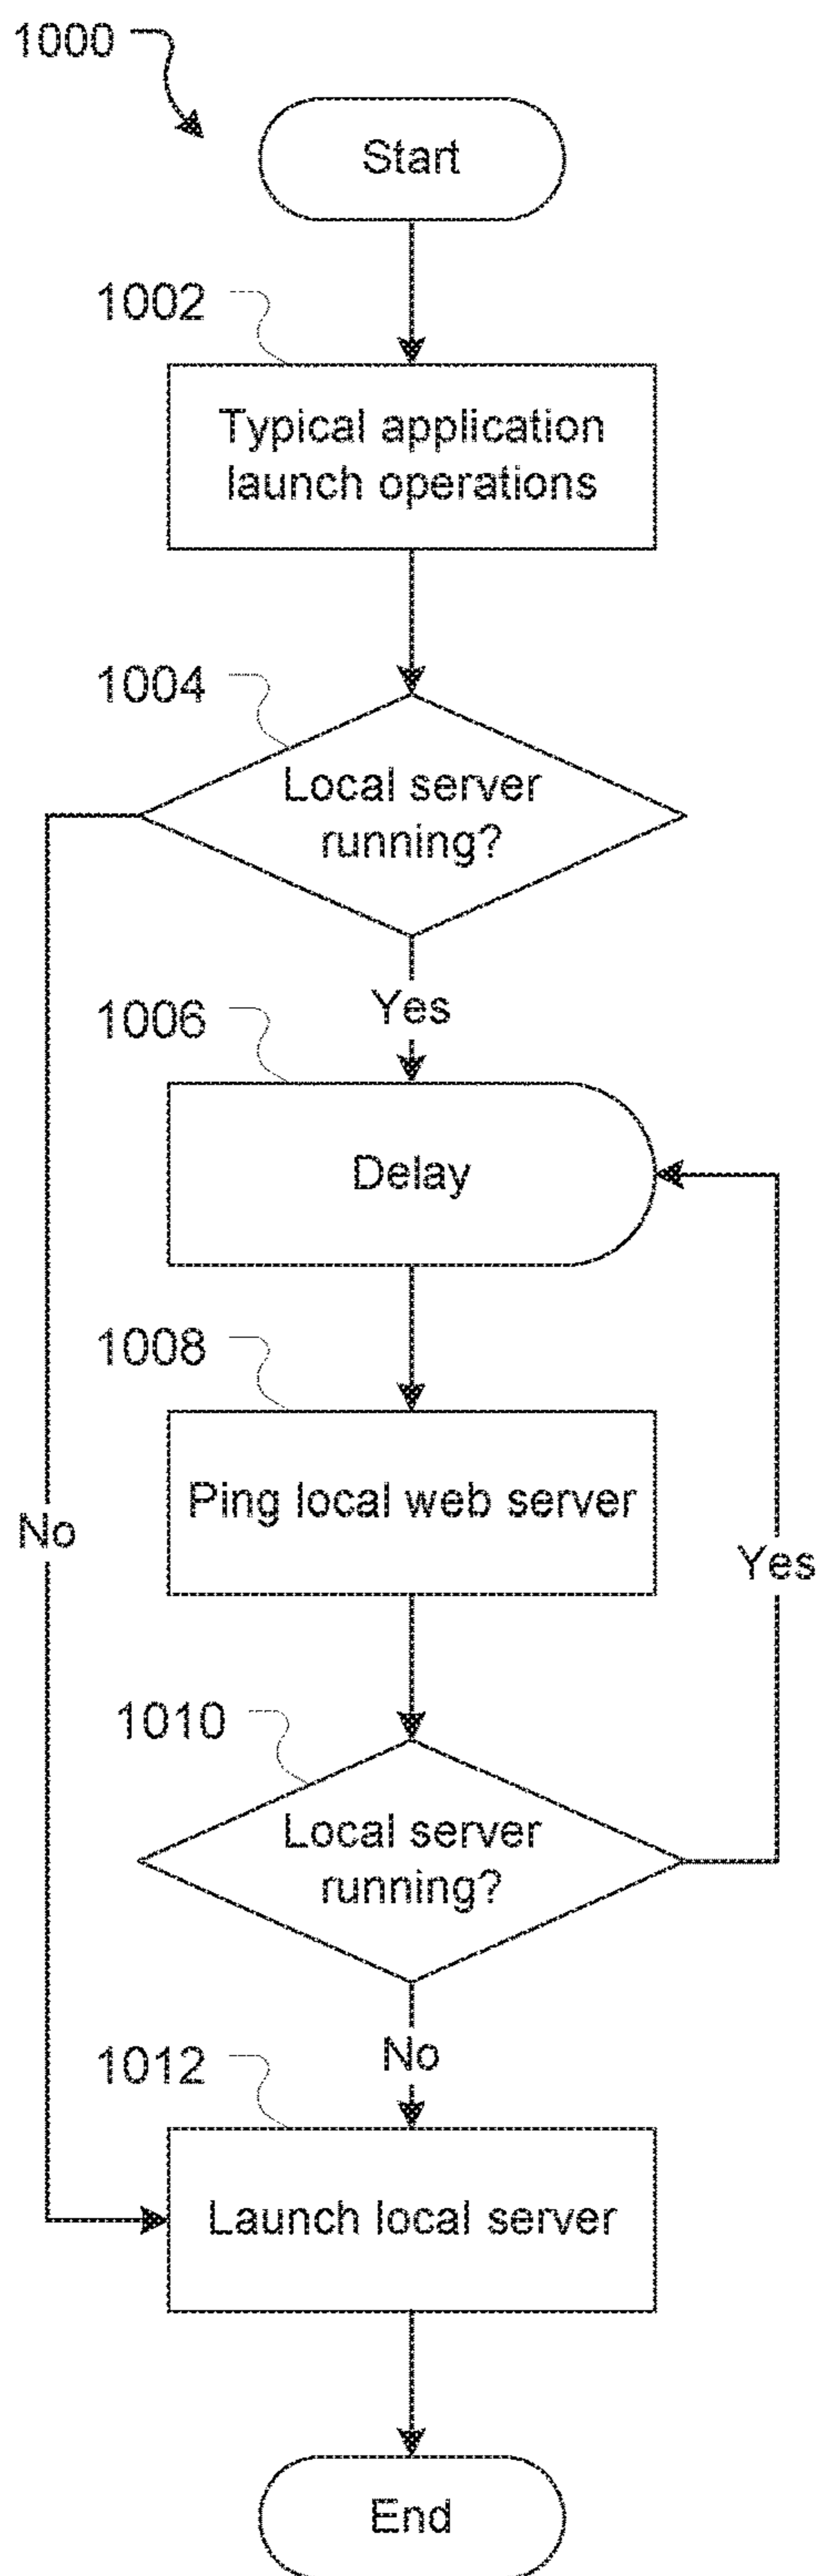 1000
Start
1002
Typical application
launch operations
1004
Local server
running?
Yes
1006
Delay
1008
Ping local web server
No
Yes
1010
Local server
running?
No
1012
Launch local server
End